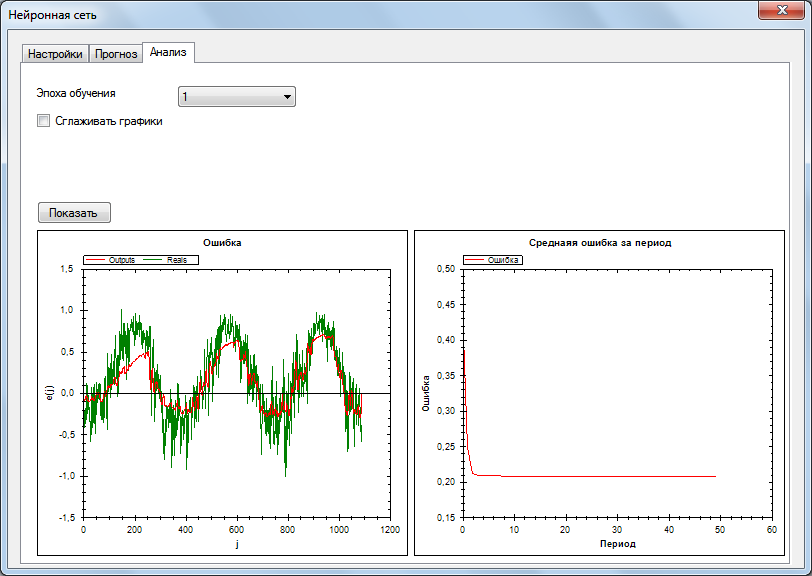 Нейронная сеть
Настройки Прогноз Анализ
Эпоха обучения 1
Сглаживать графики
Показать
Ошибка
Outputs Reals
1,5
1,0
0,5
0,0
-0,5
-1,0
-1,5
e(j)
0 200 400 600 800 1000 1200
j
Среднаяя ошибка за период
Ошибка
0,50
0,45
0,40
0,35
0,30
0,25
0,20
0,15
Ошибка
0 10 20 30 40 50 60
Период